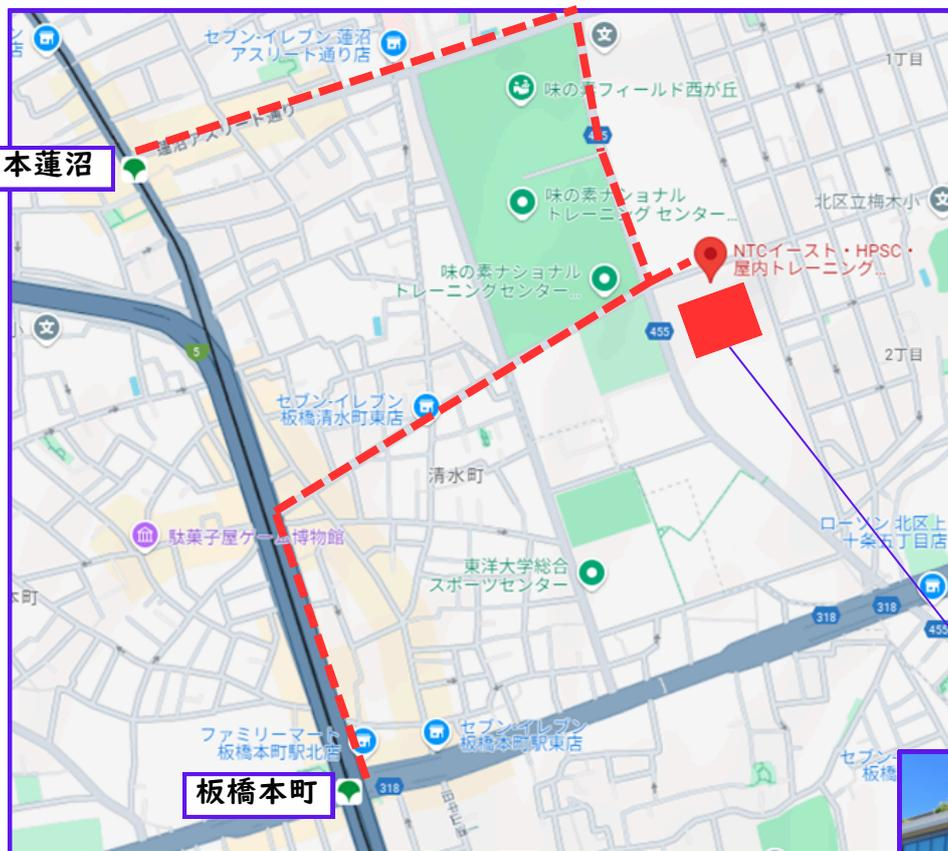 セブン-イレブン 蓮沼
アスリート通り店
1丁目
味の素フィールド西が丘
蓮沼アスリート通り
455
本蓮沼
味の素ナショナル
トレーニング センター...
北区立梅木小
NTCイースト・HPSC・
屋内トレーニング...
味の素ナショナル
トレーニングセンター...
455
5
2丁目
セブン-イレブン
板橋清水町東店
清水町
ローソン 北区上
十条五丁目店
駄菓子屋ゲーム博物館
東洋大学総合
スポーツセンター
本町
318
318
455
ファミリーマート
板橋本町駅北店
セブン-イレブン
板橋本町駅東店
セブン-
板橋
板橋本町
318